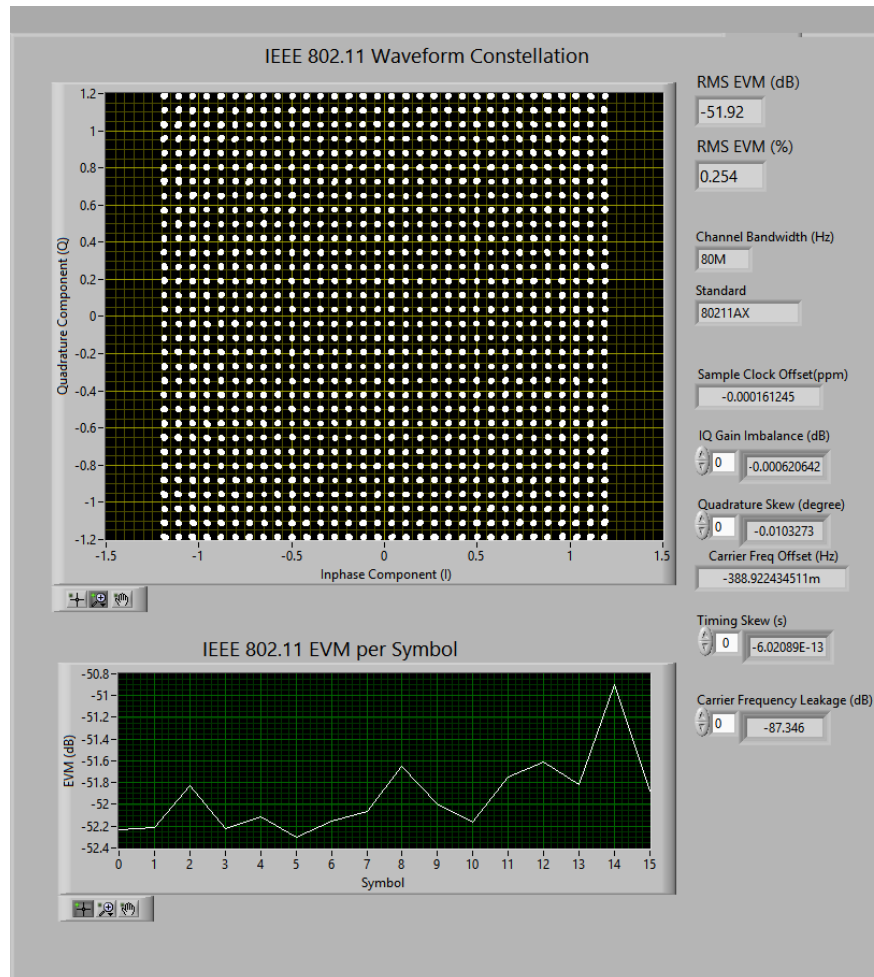 IEEE 802.11 Waveform Constellation
1.2
1
0.8
0.6
0.4
0.2
0
-0.2
-0.4
-0.6
-0.8
-1
-1.2
Quadrature Component (Q)
-1.5 -1 -0.5 0 0.5 1 1.5
Inphase Component (I)
RMS EVM (dB)
-51.92
RMS EVM (%)
0.254
Channel Bandwidth (Hz)
80M
Standard
80211AX
Sample Clock Offset(ppm)
-0.000161245
IQ Gain Imbalance (dB)
0 -0.000620642
Quadrature Skew (degree)
0 -0.0103273
Carrier Freq Offset (Hz)
-388.922434511m
Timing Skew (s)
0 -6.02089E-13
Carrier Frequency Leakage (dB)
0 -87.346
IEEE 802.11 EVM per Symbol
-50.8
-51
-51.2
-51.4
-51.6
-51.8
-52
-52.2
-52.4
EVM (dB)
0 1 2 3 4 5 6 7 8 9 10 11 12 13 14 15
Symbol